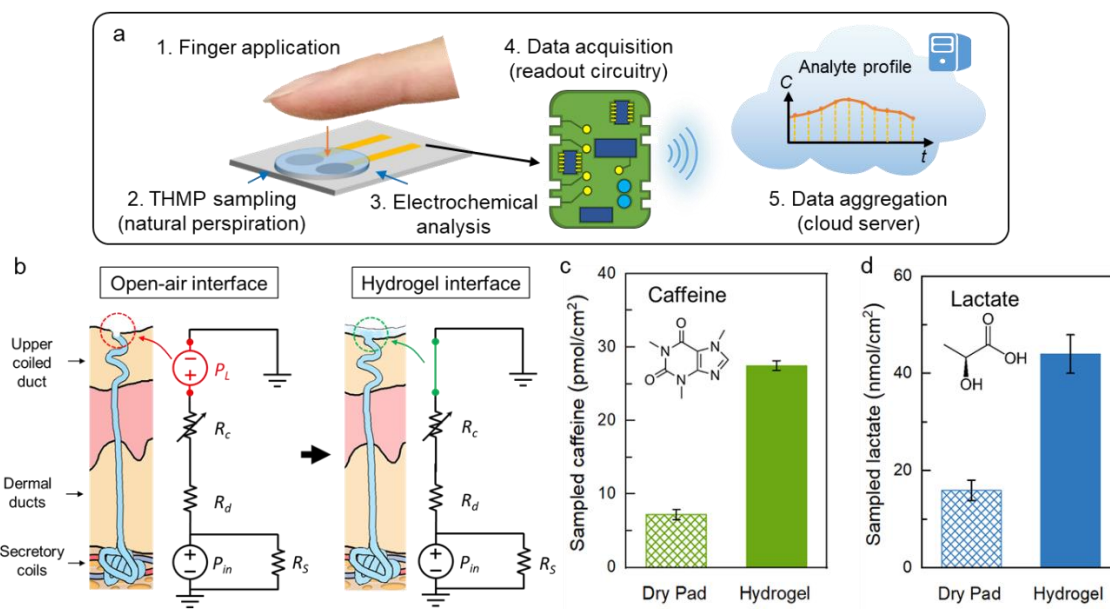 a
1. Finger application
2. THMP sampling
(natural perspiration)
3. Electrochemical
analysis
4. Data acquisition
(readout circuitry)
Analyte profile
C
t
5. Data aggregation
(cloud server)
b
Open-air interface
Hydrogel interface
Upper
coiled
duct
Dermal
ducts
Secretory
coils
P_L
R_c
R_d
P_in
R_S
R_c
R_d
P_in
R_S
c
Sampled caffeine (pmol/cm²)
40
30
20
10
0
Caffeine
O
N
N
O
N
N
Dry Pad
Hydrogel
d
Sampled lactate (nmol/cm²)
60
40
20
0
Lactate
O
OH
OH
Dry Pad
Hydrogel